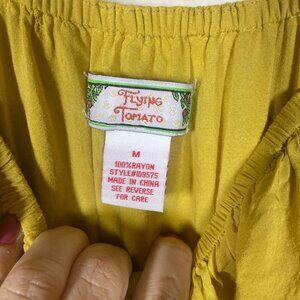 Flying
Tomato
M
100%RAYON
STYLE#109575
MADE IN CHINA
SEE REVERSE
FOR CARE